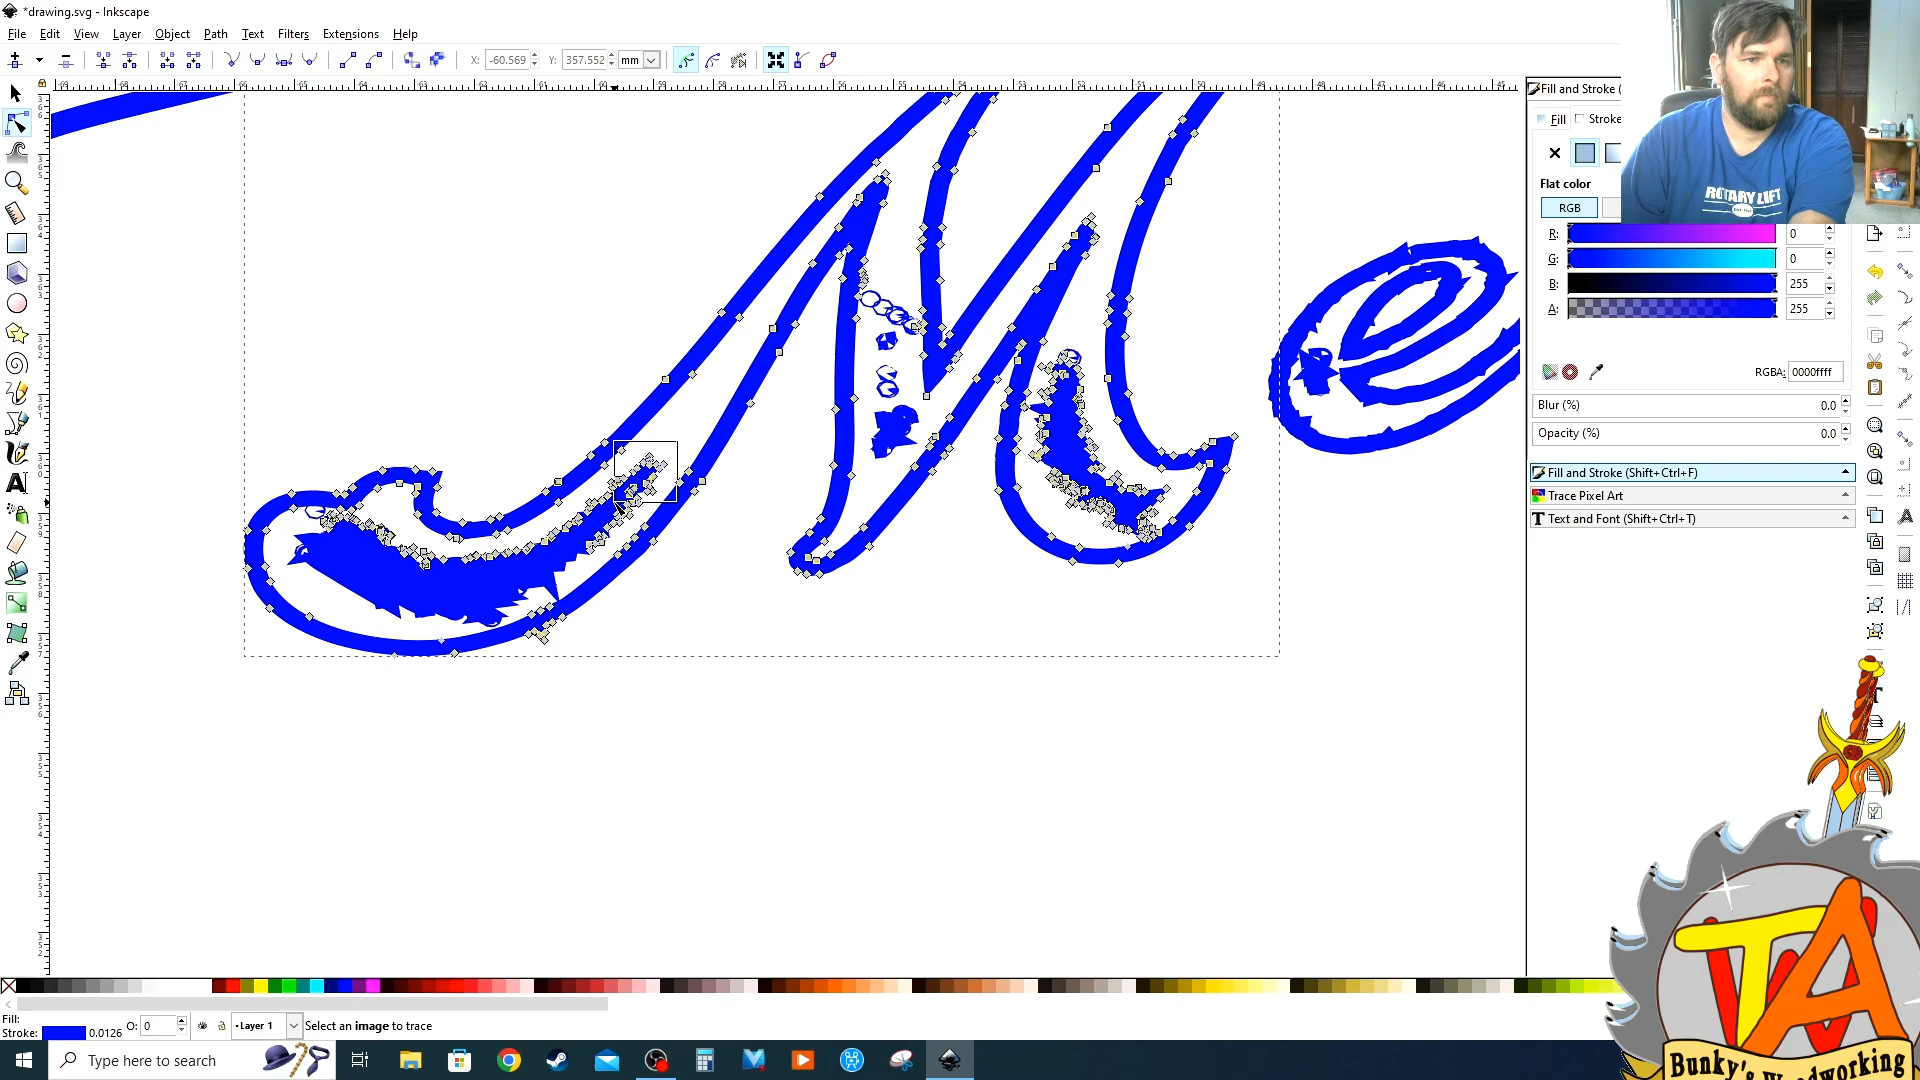 *drawing.svg - Inkscape
File Edit View Layer Object Path Text Filters Extensions Help
X: -60.569 Y: 357.552 mm
Fill and Stroke (
Fill Stroke
Flat color
RGB
R: 0
G: 0
B: 255
A: 255
RGBA: 0000ffff
Blur (%) 0.0
Opacity (%) 0.0
Fill and Stroke (Shift+Ctrl+F)
Trace Pixel Art
Text and Font (Shift+Ctrl+T)
ROTARY LIFT
Fill:
Stroke: 0.0126 O: 0 Layer 1 Select an image to trace
Type here to search
TWA
Bunky's Woodworking